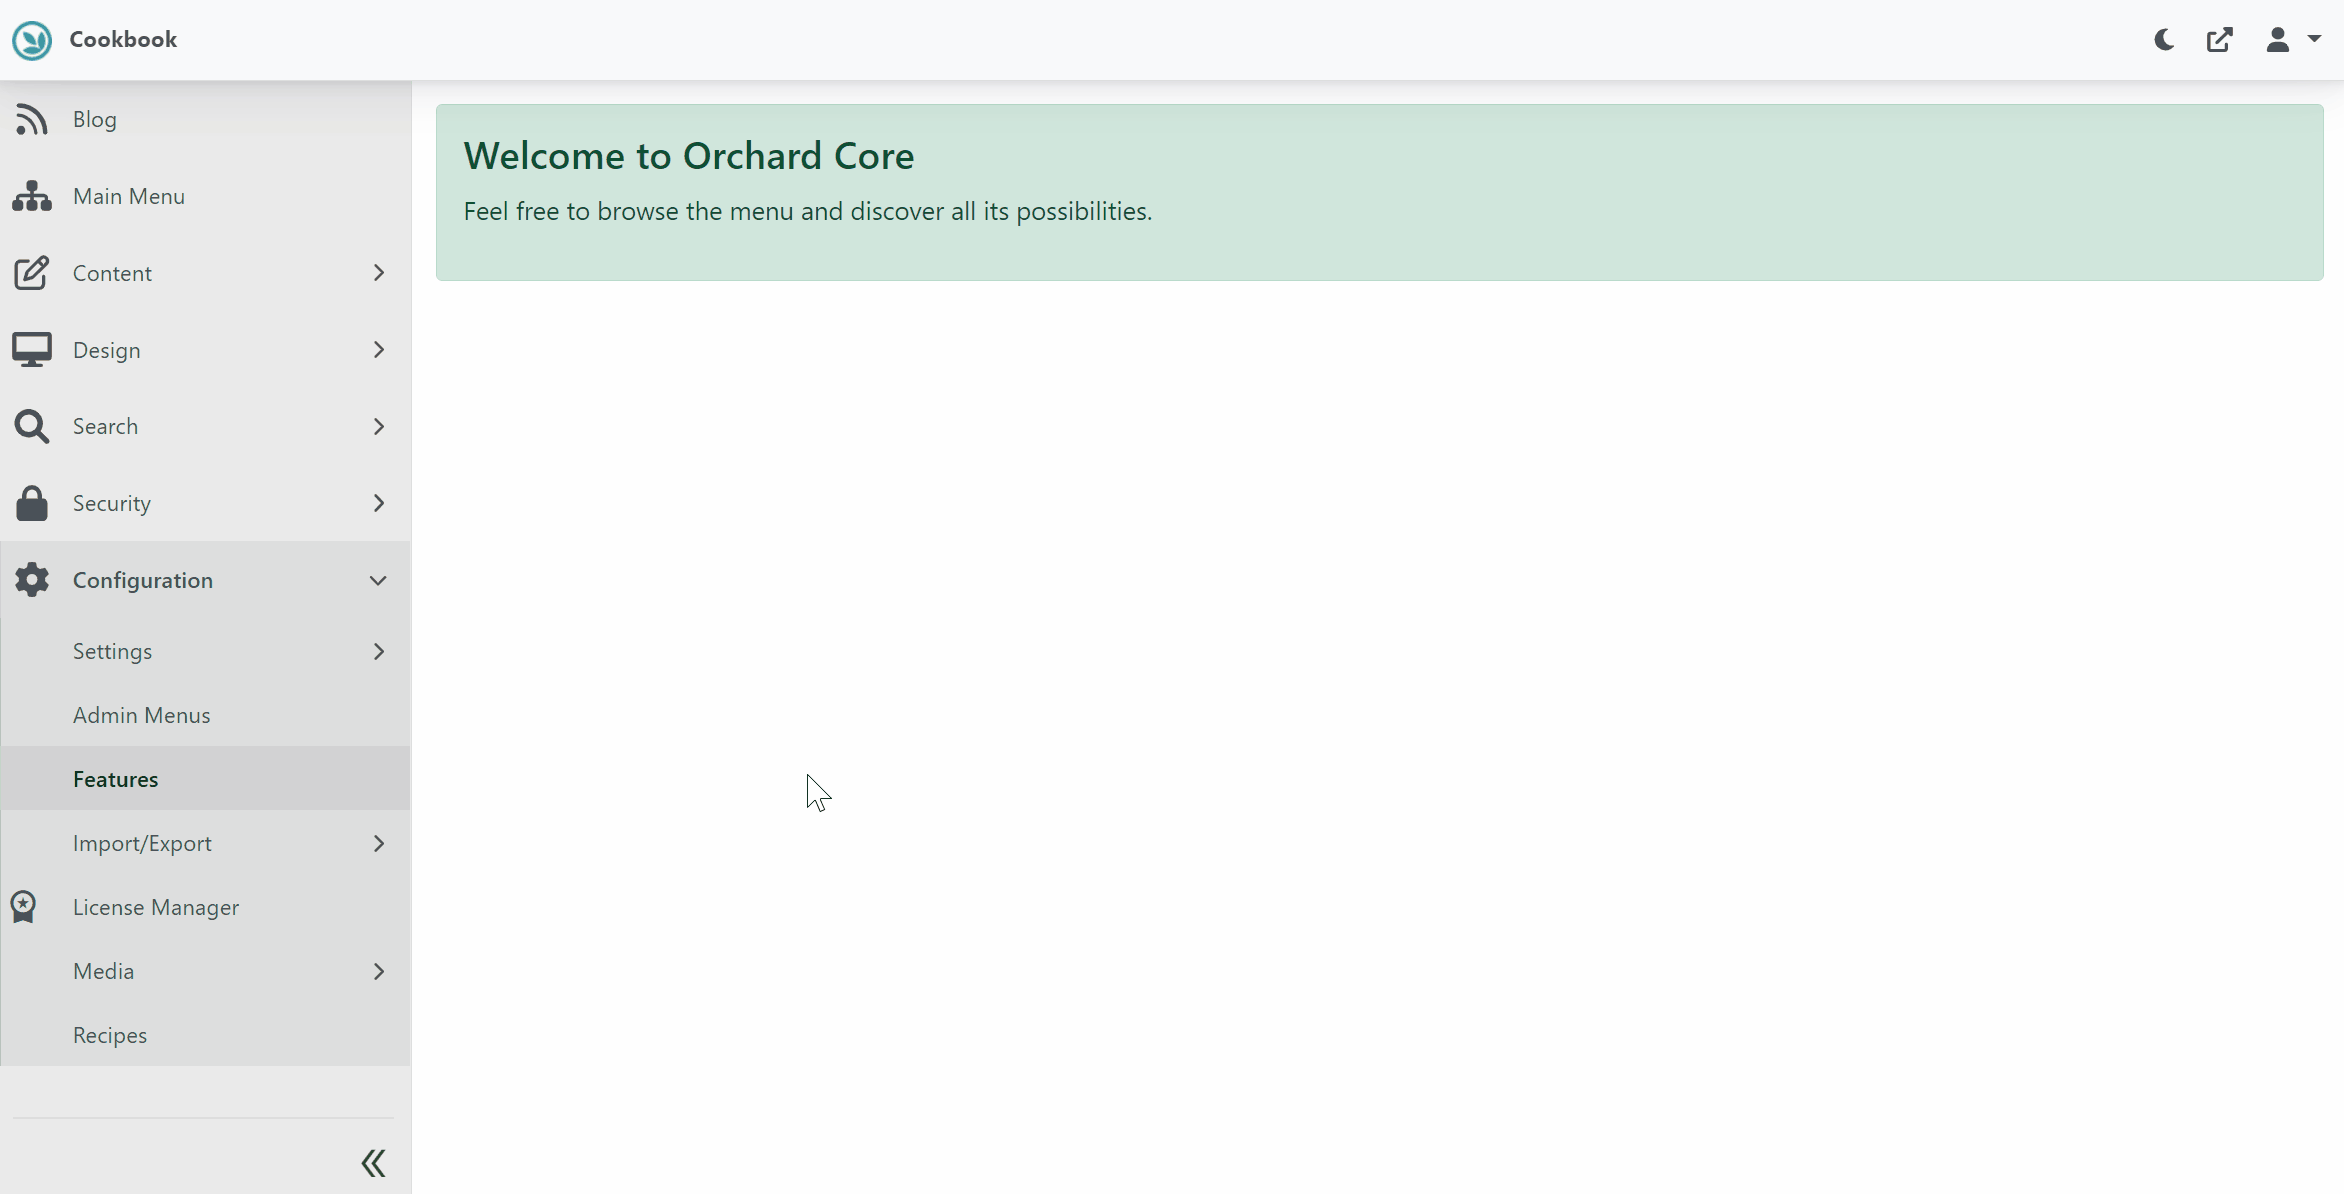 Cookbook
Blog
Main Menu
Content
Design
Search
Security
Configuration
Settings
Admin Menus
Features
Import/Export
License Manager
Media
Recipes
Welcome to Orchard Core
Feel free to browse the menu and discover all its possibilities.